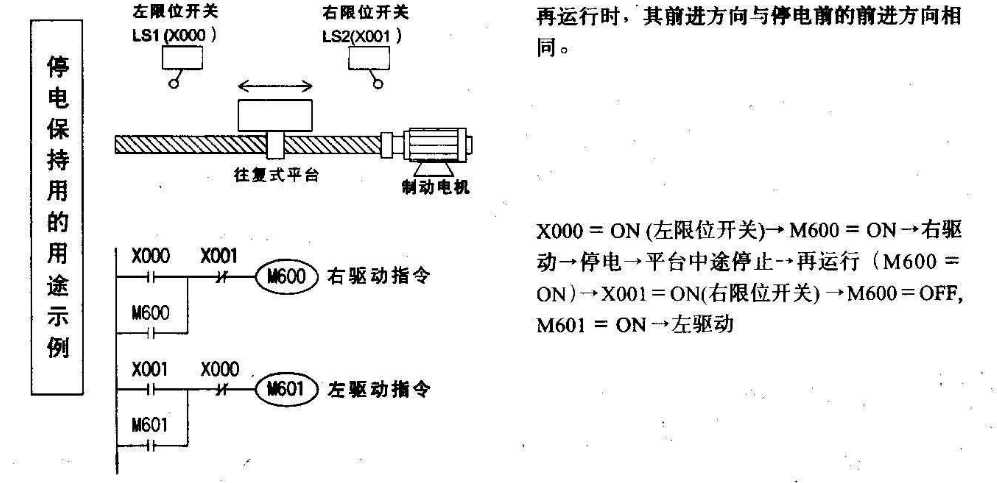 停电保持用的用途示例
左限位开关
LS1(X000)
右限位开关
LS2(X001)
往复式平台
制动电机
再运行时，其前进方向与停电前的前进方向相
同。
X000 X001
M600 右驱动指令
M600
X001 X000
M601 左驱动指令
M601
X000 = ON (左限位开关)→M600 = ON→右驱
动→停电→平台中途停止→再运行（M600 =
ON）→X001=ON(右限位开关)→M600=OFF,
M601 = ON→左驱动